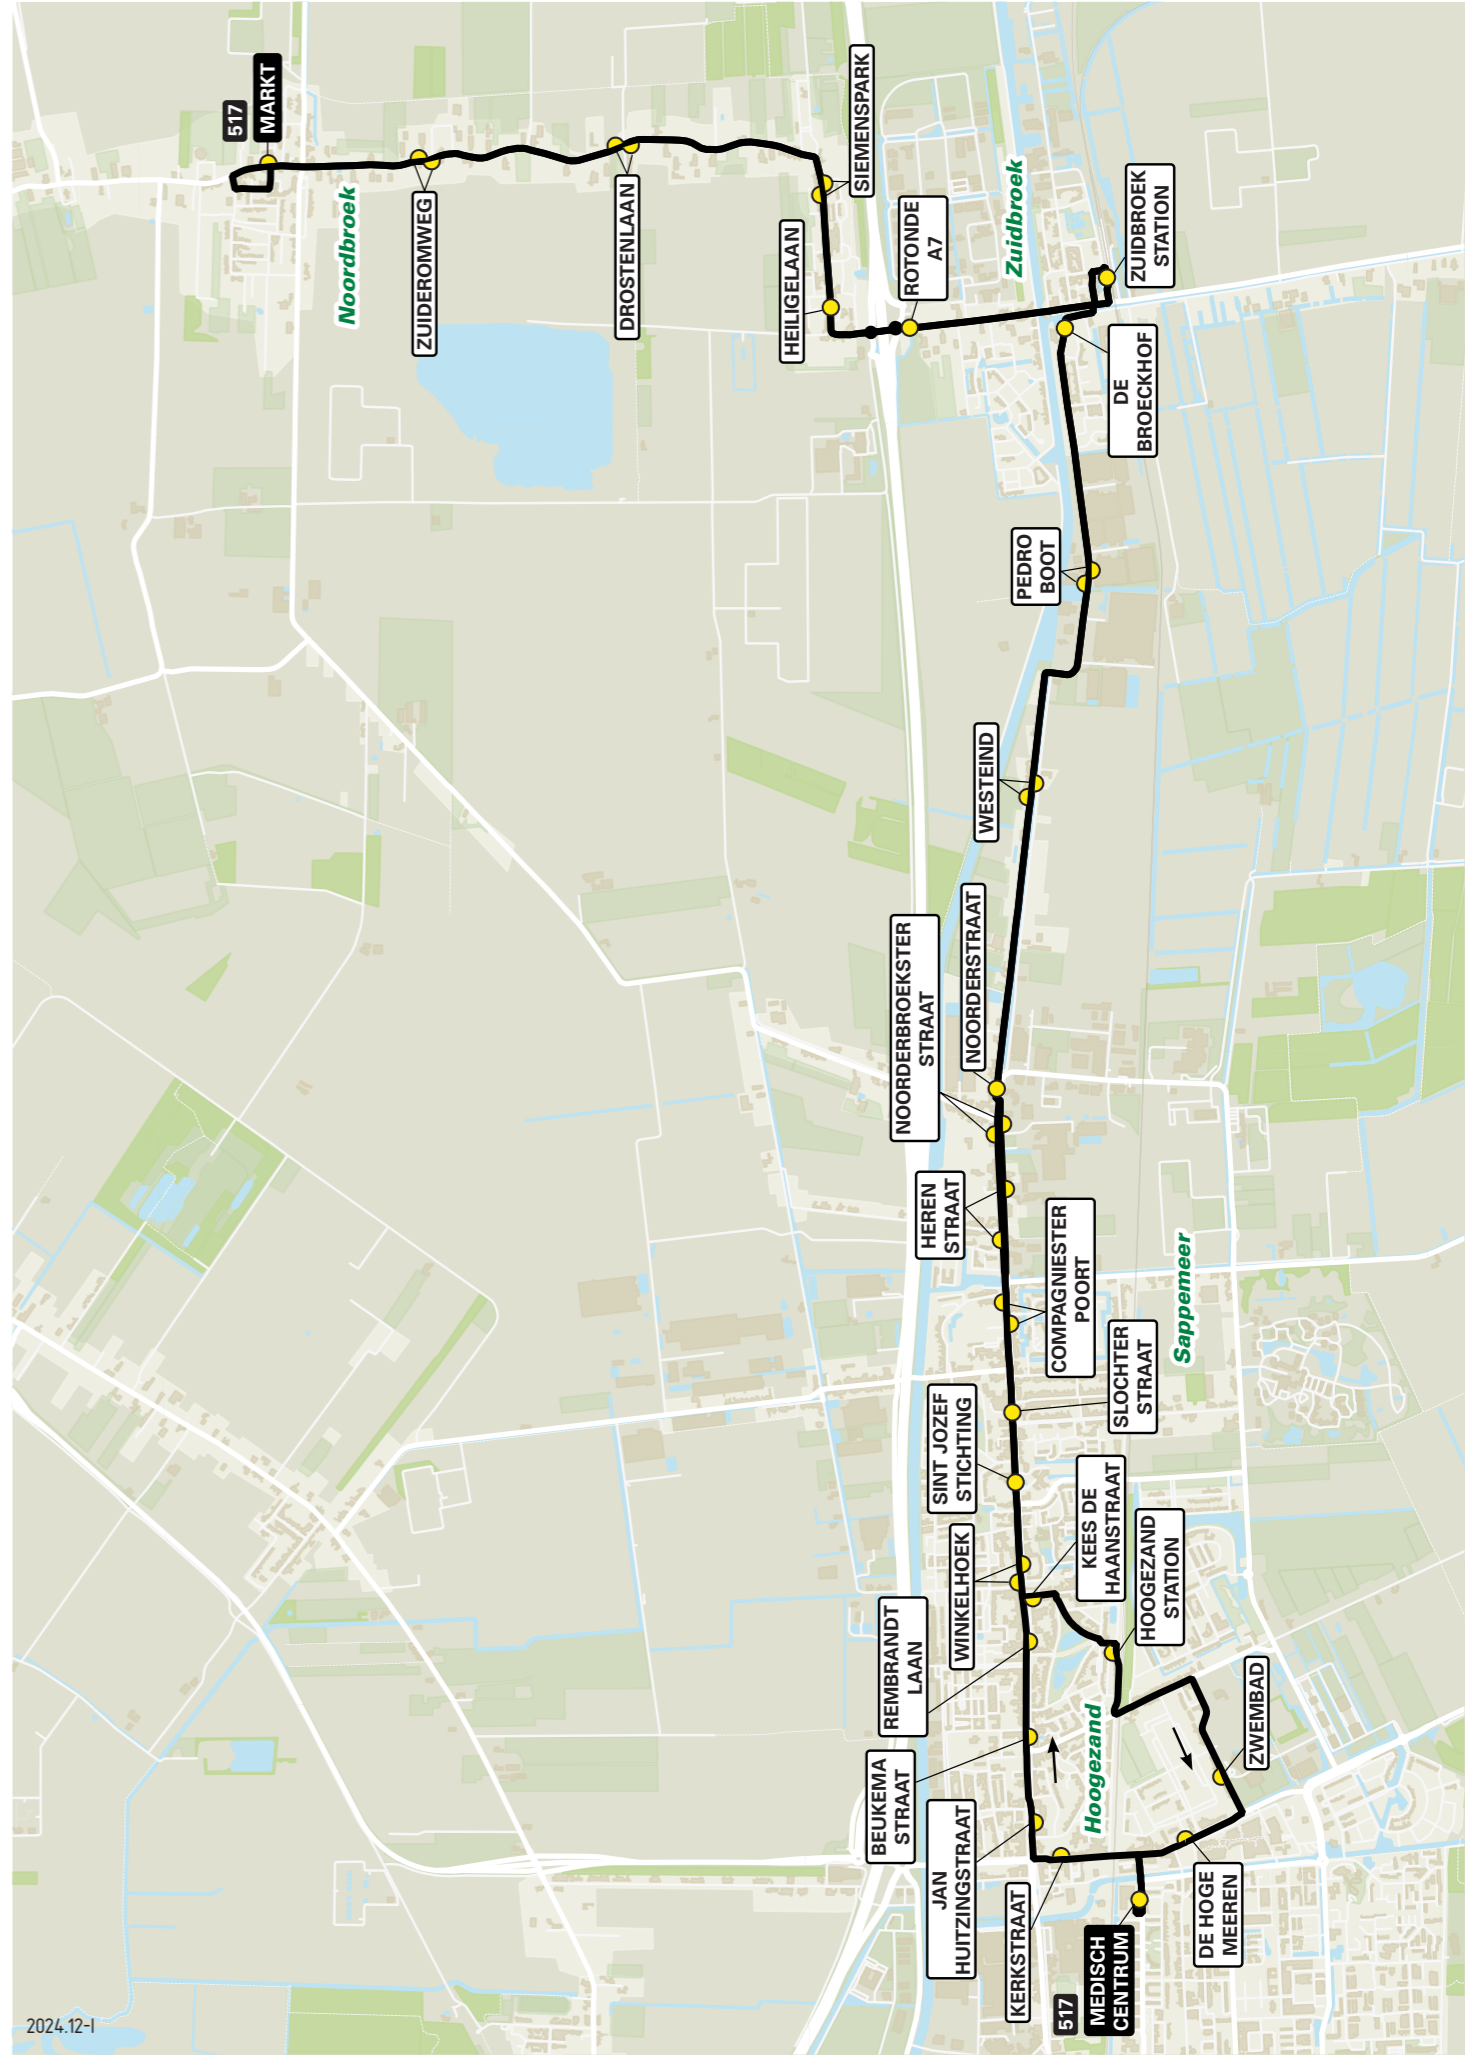 517
MARKT
Noordbroek
ZUIDEROMWEG
DROSTENLAAN
SIEMENSPARK
HEILIGELAAN
ROTONDE
A7
Zuidbroek
ZUIDBROEK
STATION
DE
BROECKHOF
PEDRO
BOOT
WESTEIND
NOORDERSTRAAT
NOORDERBROEKSTER
STRAAT
HEREN
STRAAT
COMPAGNIESTER
POORT
Sappemeer
SLOCHTER
STRAAT
SINT JOZEF
STICHTING
KEES DE
HAANSTRAAT
WINKELHOEK
HOOGEZAND
STATION
REMBRANDT
LAAN
ZWEMBAD
Hoogezand
BEUKEMA
STRAAT
JAN
HUITZINGSTRAAT
KERKSTRAAT
DE HOGE
MEEREN
517
MEDISCH
CENTRUM
2024.12-I